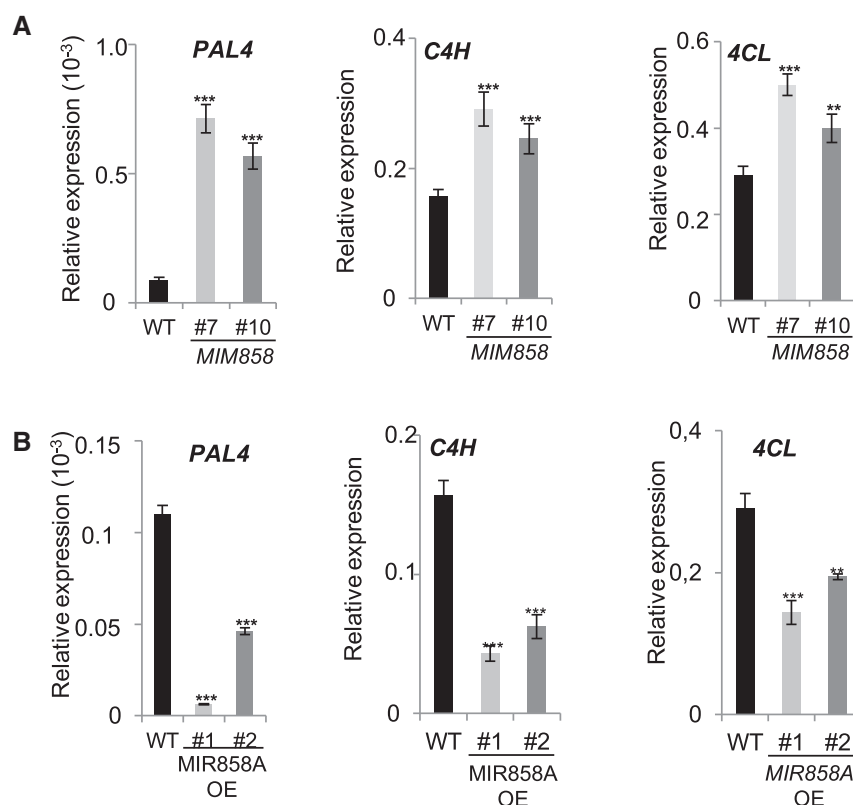 A
PAL4
Relative expression (10⁻³)
1.0
0.5
0
***
***
WT #7 #10
MIM858
C4H
Relative expression
0.4
0.2
0
***
***
WT #7 #10
MIM858
4CL
Relative expression
0.6
0.4
0.2
0
***
**
WT #7 #10
MIM858
B
PAL4
Relative expression (10⁻³)
0.15
0.1
0.05
0
***
***
WT #1 #2
MIR858A
OE
C4H
Relative expression
0.2
0.1
0
***
***
WT #1 #2
MIR858A
OE
4CL
Relative expression
0,4
0,2
0
***
**
WT #1 #2
MIR858A
OE